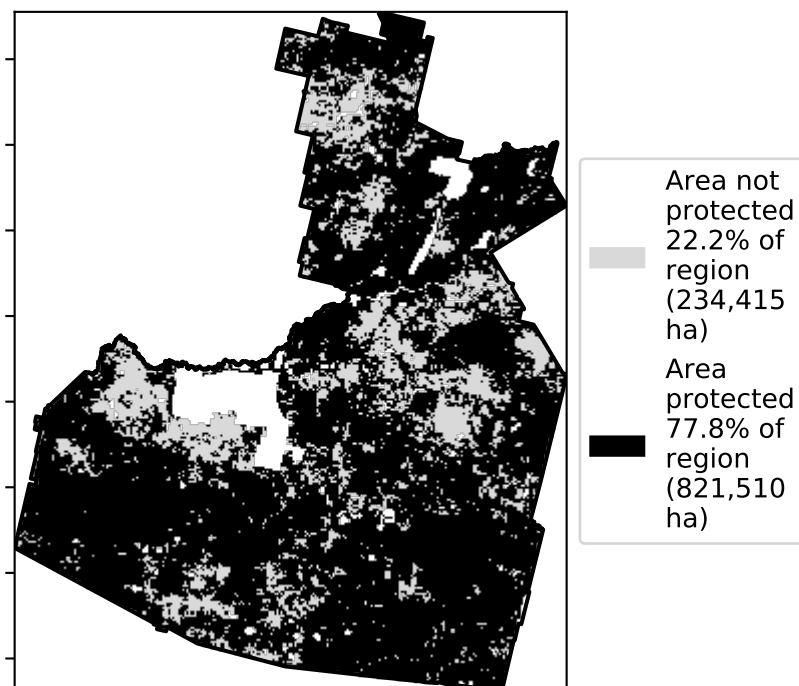 Area not
protected
22.2% of
region
(234,415
ha)
Area
protected
77.8% of
region
(821,510
ha)